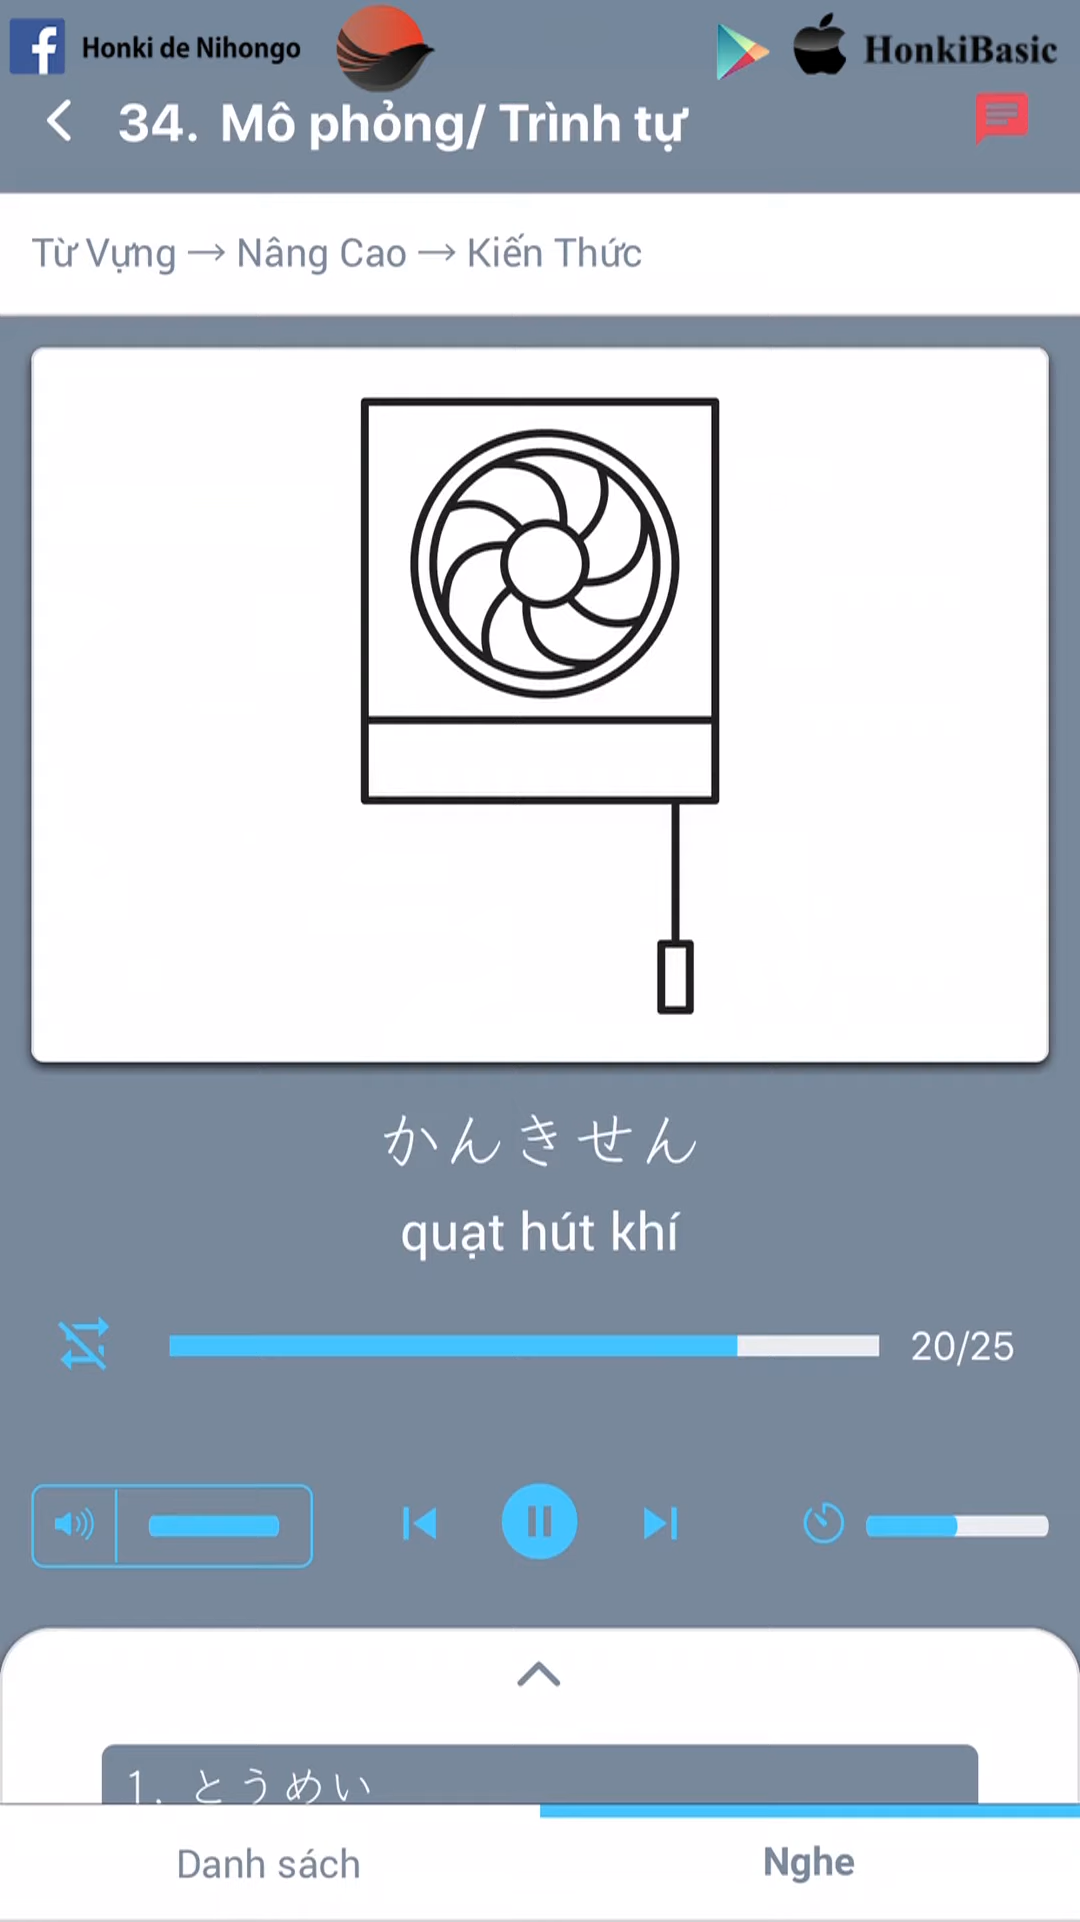 Honki de Nihongo
HonkiBasic
34. Mô phỏng/ Trình tự
Từ Vựng → Nâng Cao → Kiến Thức
かんきせん
quạt hút khí
20/25
1. とうめい
Danh sách
Nghe